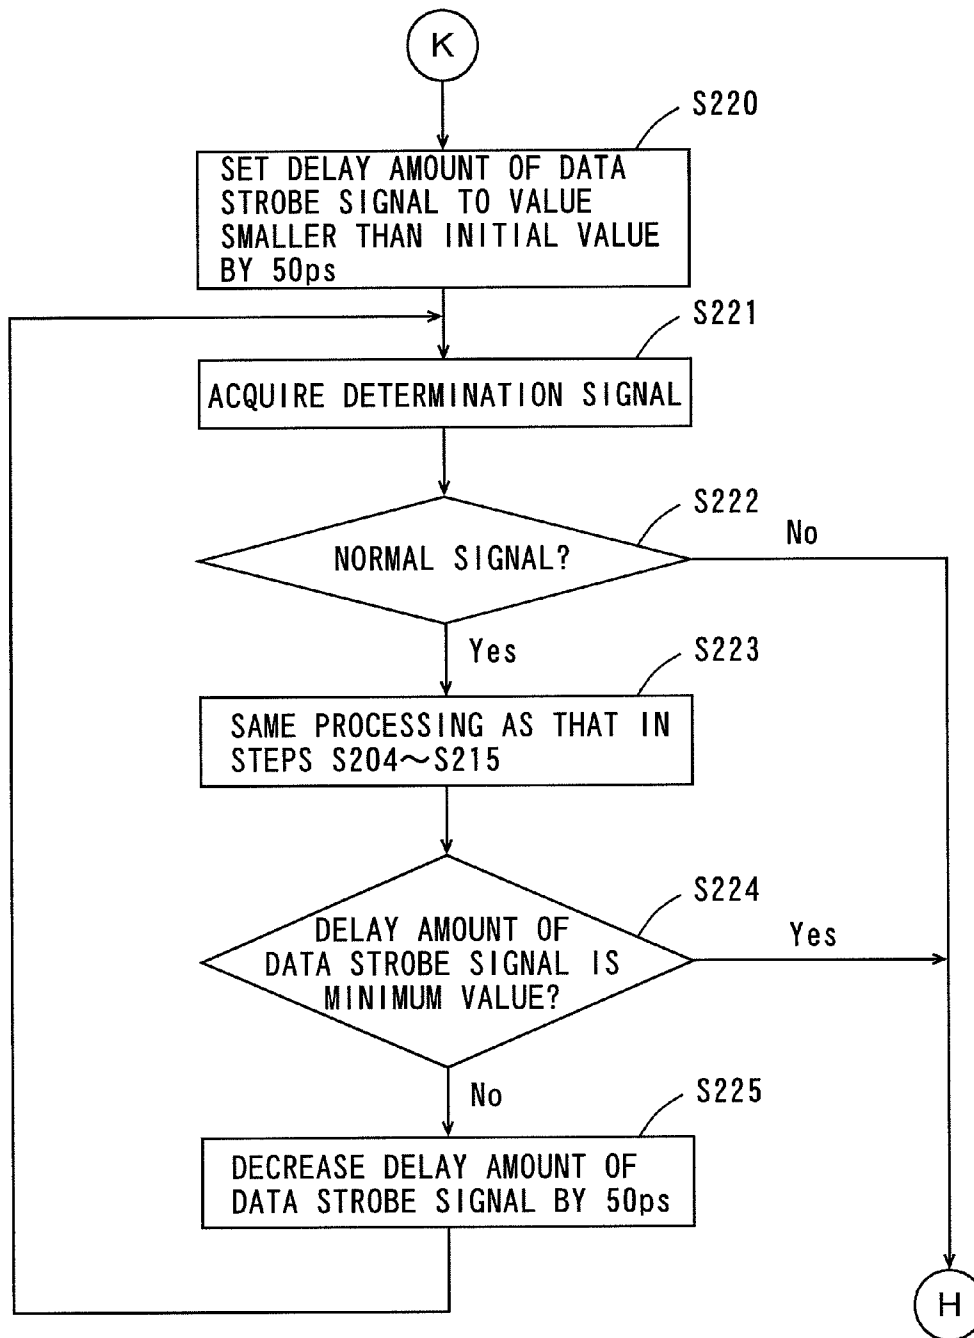 K
S220
SET DELAY AMOUNT OF DATA
STROBE SIGNAL TO VALUE
SMALLER THAN INITIAL VALUE
BY 50ps
S221
ACQUIRE DETERMINATION SIGNAL
S222
NORMAL SIGNAL?
No
Yes
S223
SAME PROCESSING AS THAT IN
STEPS S204～S215
S224
DELAY AMOUNT OF
DATA STROBE SIGNAL IS
MINIMUM VALUE?
Yes
No
S225
DECREASE DELAY AMOUNT OF
DATA STROBE SIGNAL BY 50ps
H